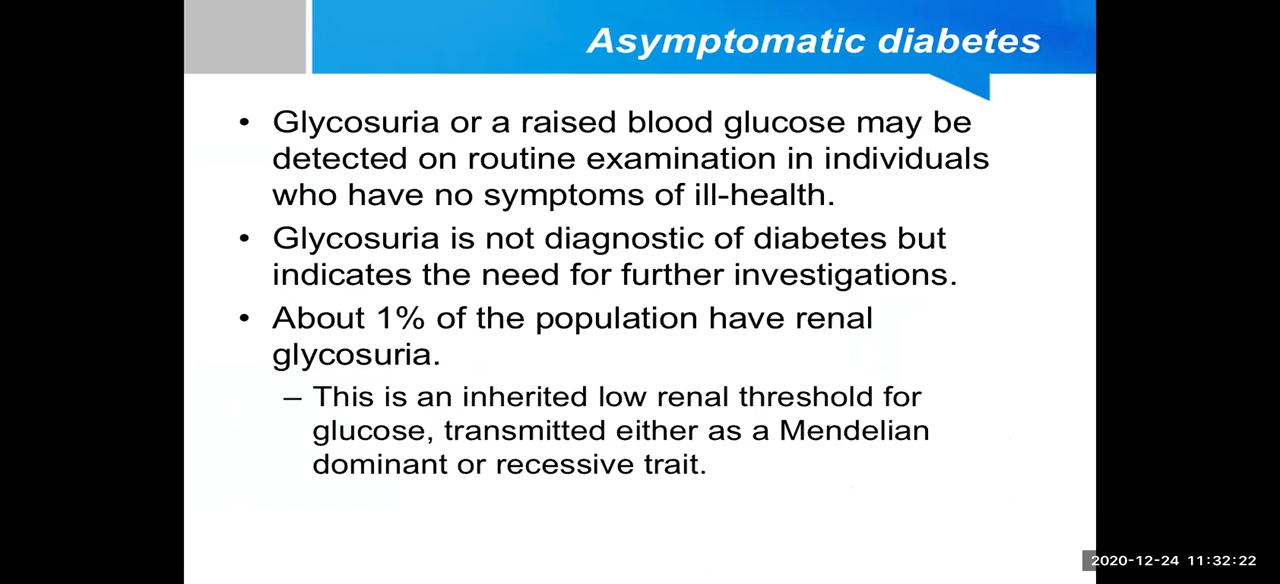 Asymptomatic diabetes
• Glycosuria or a raised blood glucose may be
detected on routine examination in individuals
who have no symptoms of ill-health.
• Glycosuria is not diagnostic of diabetes but
indicates the need for further investigations.
• About 1% of the population have renal
glycosuria.
– This is an inherited low renal threshold for
glucose, transmitted either as a Mendelian
dominant or recessive trait.
2020-12-24 11:32:22